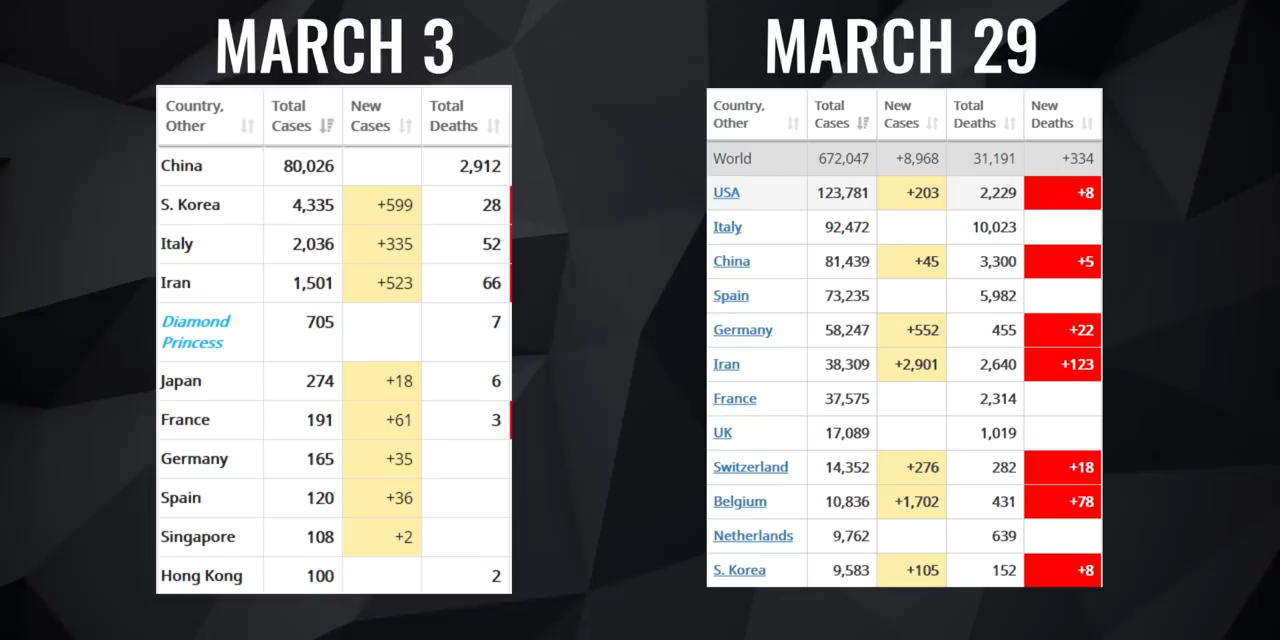 MARCH 3
Country, Other Total Cases New Cases Total Deaths
China 80,026 2,912
S. Korea 4,335 +599 28
Italy 2,036 +335 52
Iran 1,501 +523 66
Diamond Princess 705 7
Japan 274 +18 6
France 191 +61 3
Germany 165 +35
Spain 120 +36
Singapore 108 +2
Hong Kong 100 2
MARCH 29
Country, Other Total Cases New Cases Total Deaths New Deaths
World 672,047 +8,968 31,191 +334
USA 123,781 +203 2,229 +8
Italy 92,472 10,023
China 81,439 +45 3,300 +5
Spain 73,235 5,982
Germany 58,247 +552 455 +22
Iran 38,309 +2,901 2,640 +123
France 37,575 2,314
UK 17,089 1,019
Switzerland 14,352 +276 282 +18
Belgium 10,836 +1,702 431 +78
Netherlands 9,762 639
S. Korea 9,583 +105 152 +8